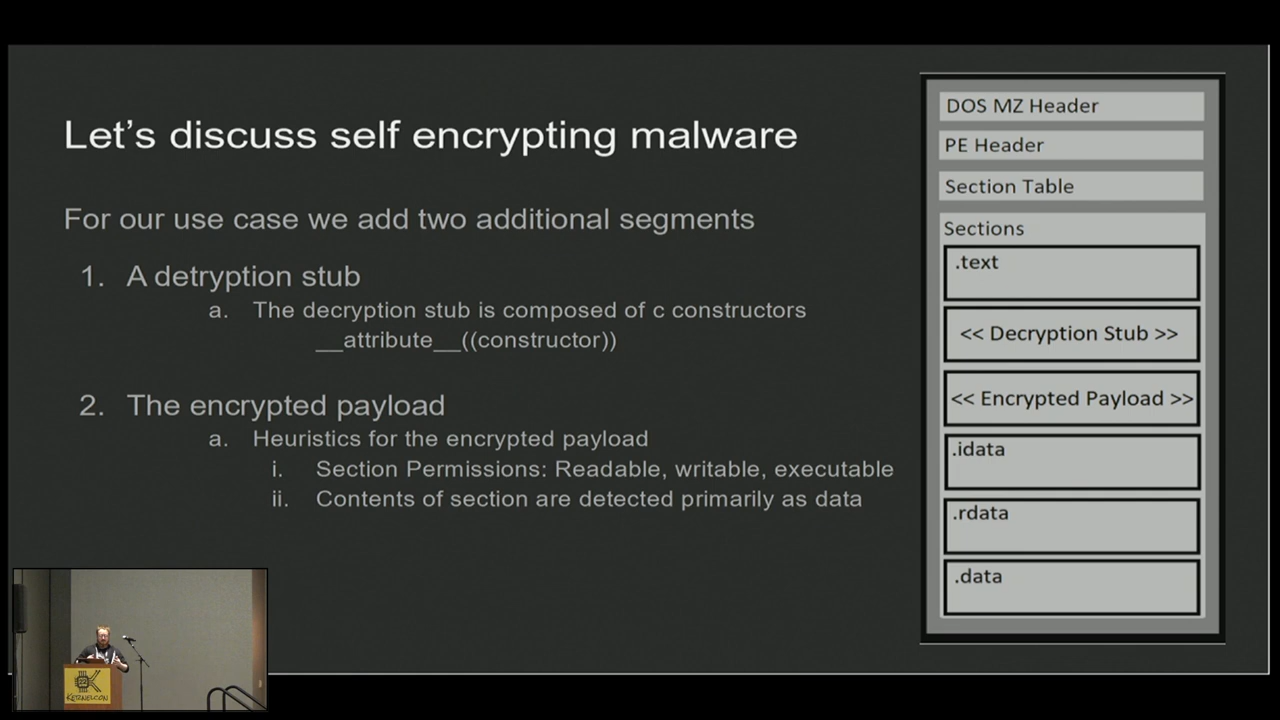 Let's discuss self encrypting malware
For our use case we add two additional segments
1. A detryption stub
a. The decryption stub is composed of c constructors
__attribute__((constructor))
2. The encrypted payload
a. Heuristics for the encrypted payload
i. Section Permissions: Readable, writable, executable
ii. Contents of section are detected primarily as data
DOS MZ Header
PE Header
Section Table
Sections
.text
<< Decryption Stub >>
<< Encrypted Payload >>
.idata
.rdata
.data
KERNELCON